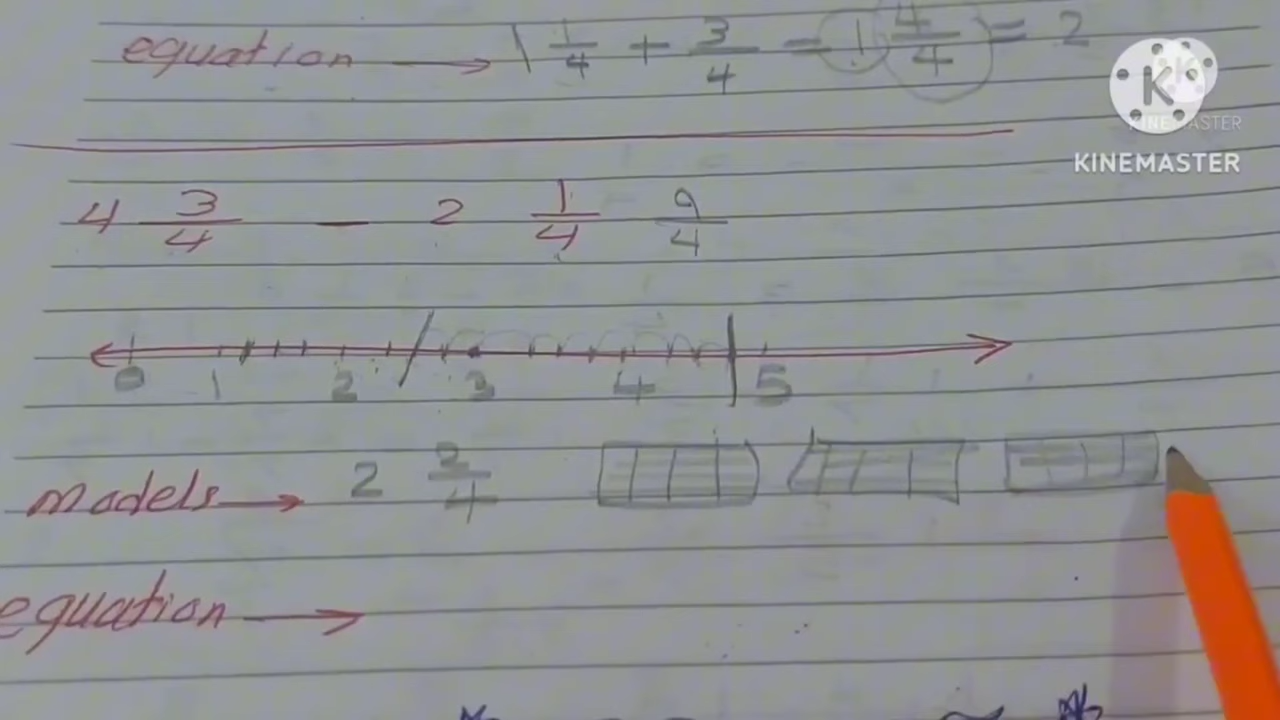 equation → 1 1/4 + 3/4 = 1 4/4 = 2
KINEMASTER
KINEMASTER
4 3/4 − 2 1/4 9/4
0 1 2 3 4 5
models → 2 2/4
equation →